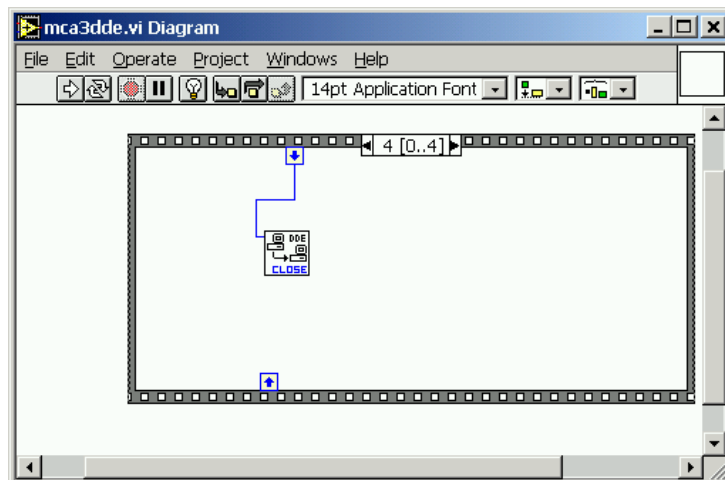 mca3dde.vi Diagram
File Edit Operate Project Windows Help
14pt Application Font
4 [0..4]
DDE
CLOSE